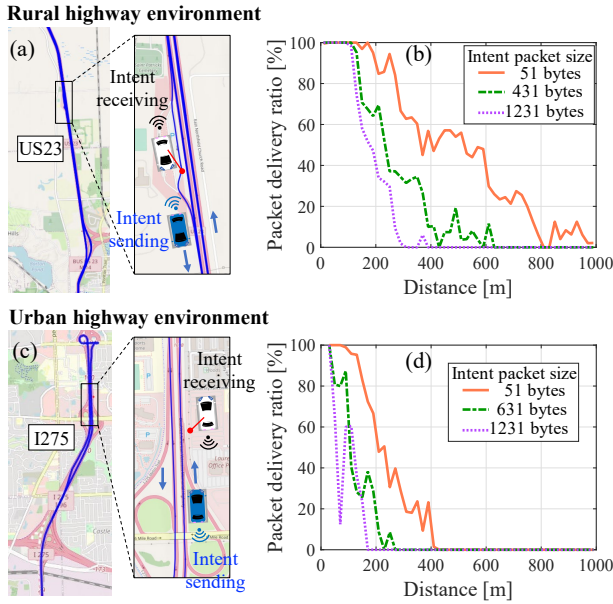 Rural highway environment
(a)
US23
Intent
receiving
Intent
sending
(b)
Packet delivery ratio [%]
100
80
60
40
20
0
Intent packet size
51 bytes
431 bytes
1231 bytes
0
200
400
600
800
1000
Distance [m]
Urban highway environment
(c)
I275
Intent
receiving
Intent
sending
(d)
Packet delivery ratio [%]
100
80
60
40
20
0
Intent packet size
51 bytes
631 bytes
1231 bytes
0
200
400
600
800
1000
Distance [m]